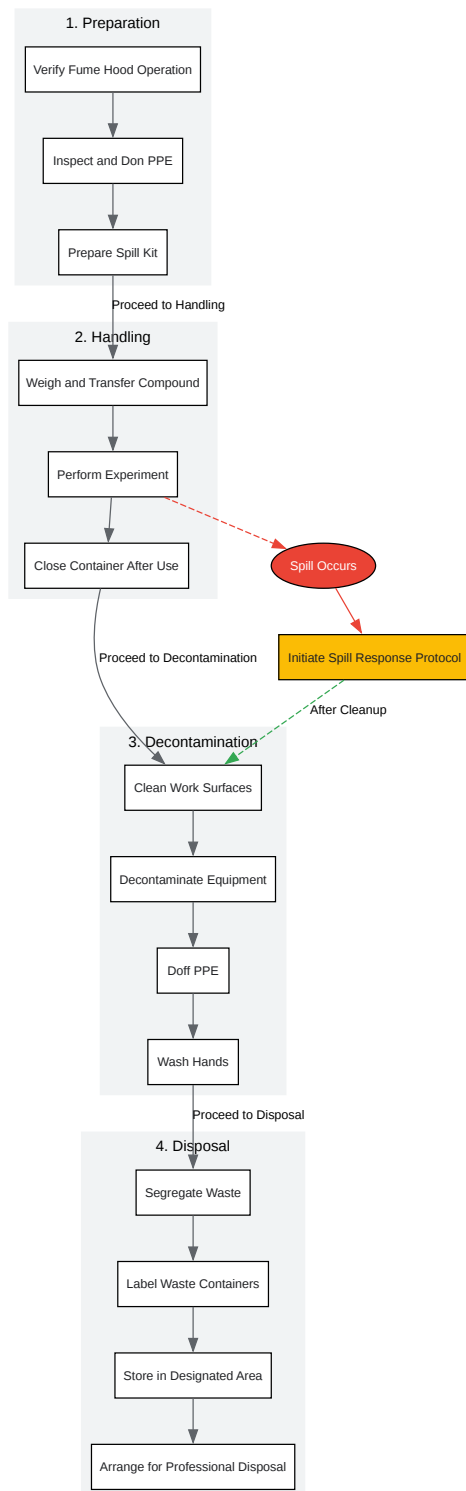 1. Preparation
Verify Fume Hood Operation
Inspect and Don PPE
Prepare Spill Kit
Proceed to Handling
2. Handling
Weigh and Transfer Compound
Perform Experiment
Close Container After Use
Spill Occurs
Proceed to Decontamination
Initiate Spill Response Protocol
After Cleanup
3. Decontamination
Clean Work Surfaces
Decontaminate Equipment
Doff PPE
Wash Hands
Proceed to Disposal
4. Disposal
Segregate Waste
Label Waste Containers
Store in Designated Area
Arrange for Professional Disposal